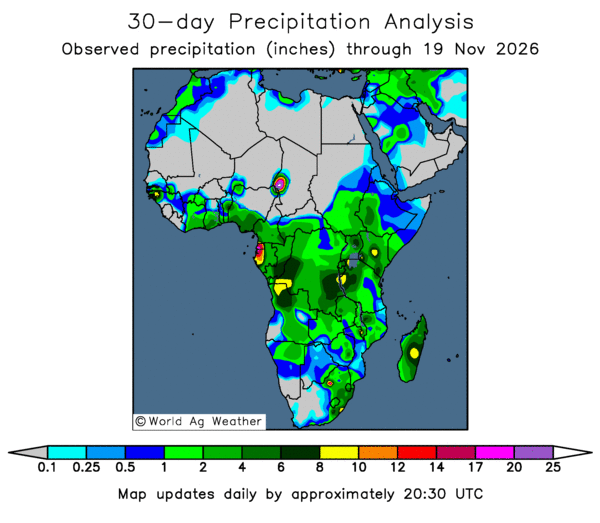 30-day Precipitation Analysis
Observed precipitation (inches) through 19 Nov 2026
© World Ag Weather
0.1 0.25 0.5 1 2 4 6 8 10 12 14 17 20 25
Map updates daily by approximately 20:30 UTC